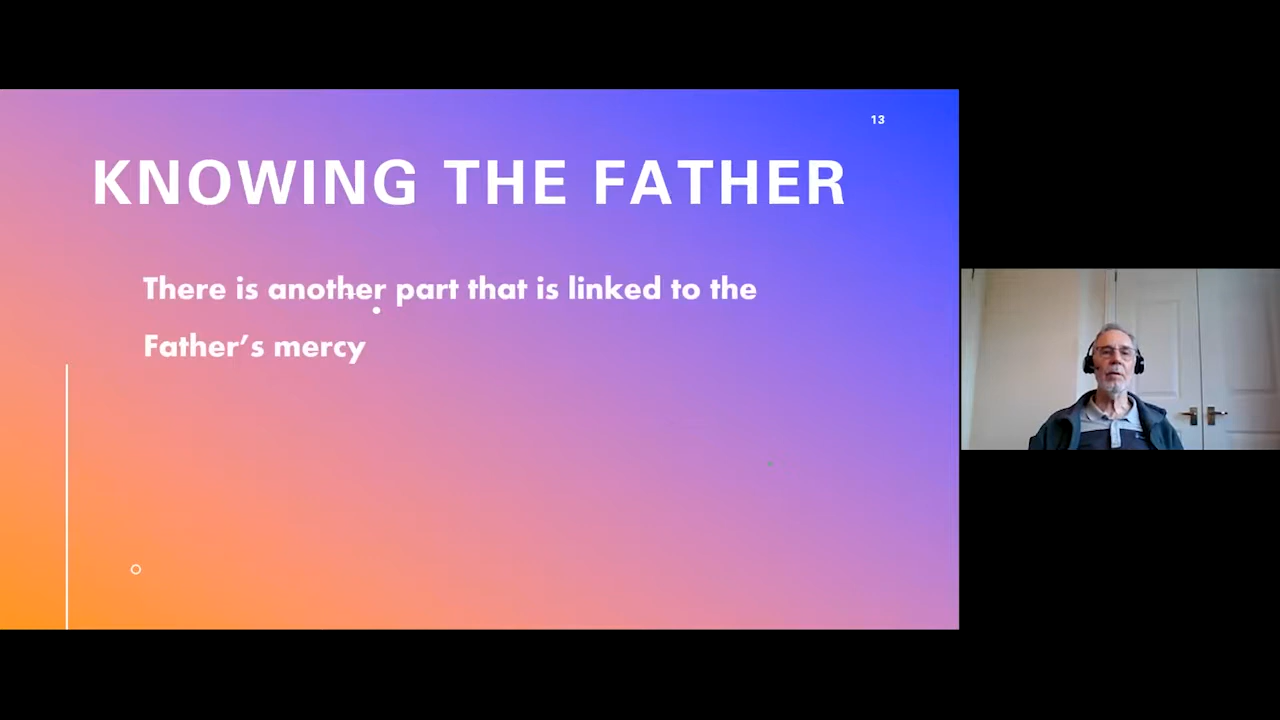 13
KNOWING THE FATHER
There is another part that is linked to the
Father’s mercy